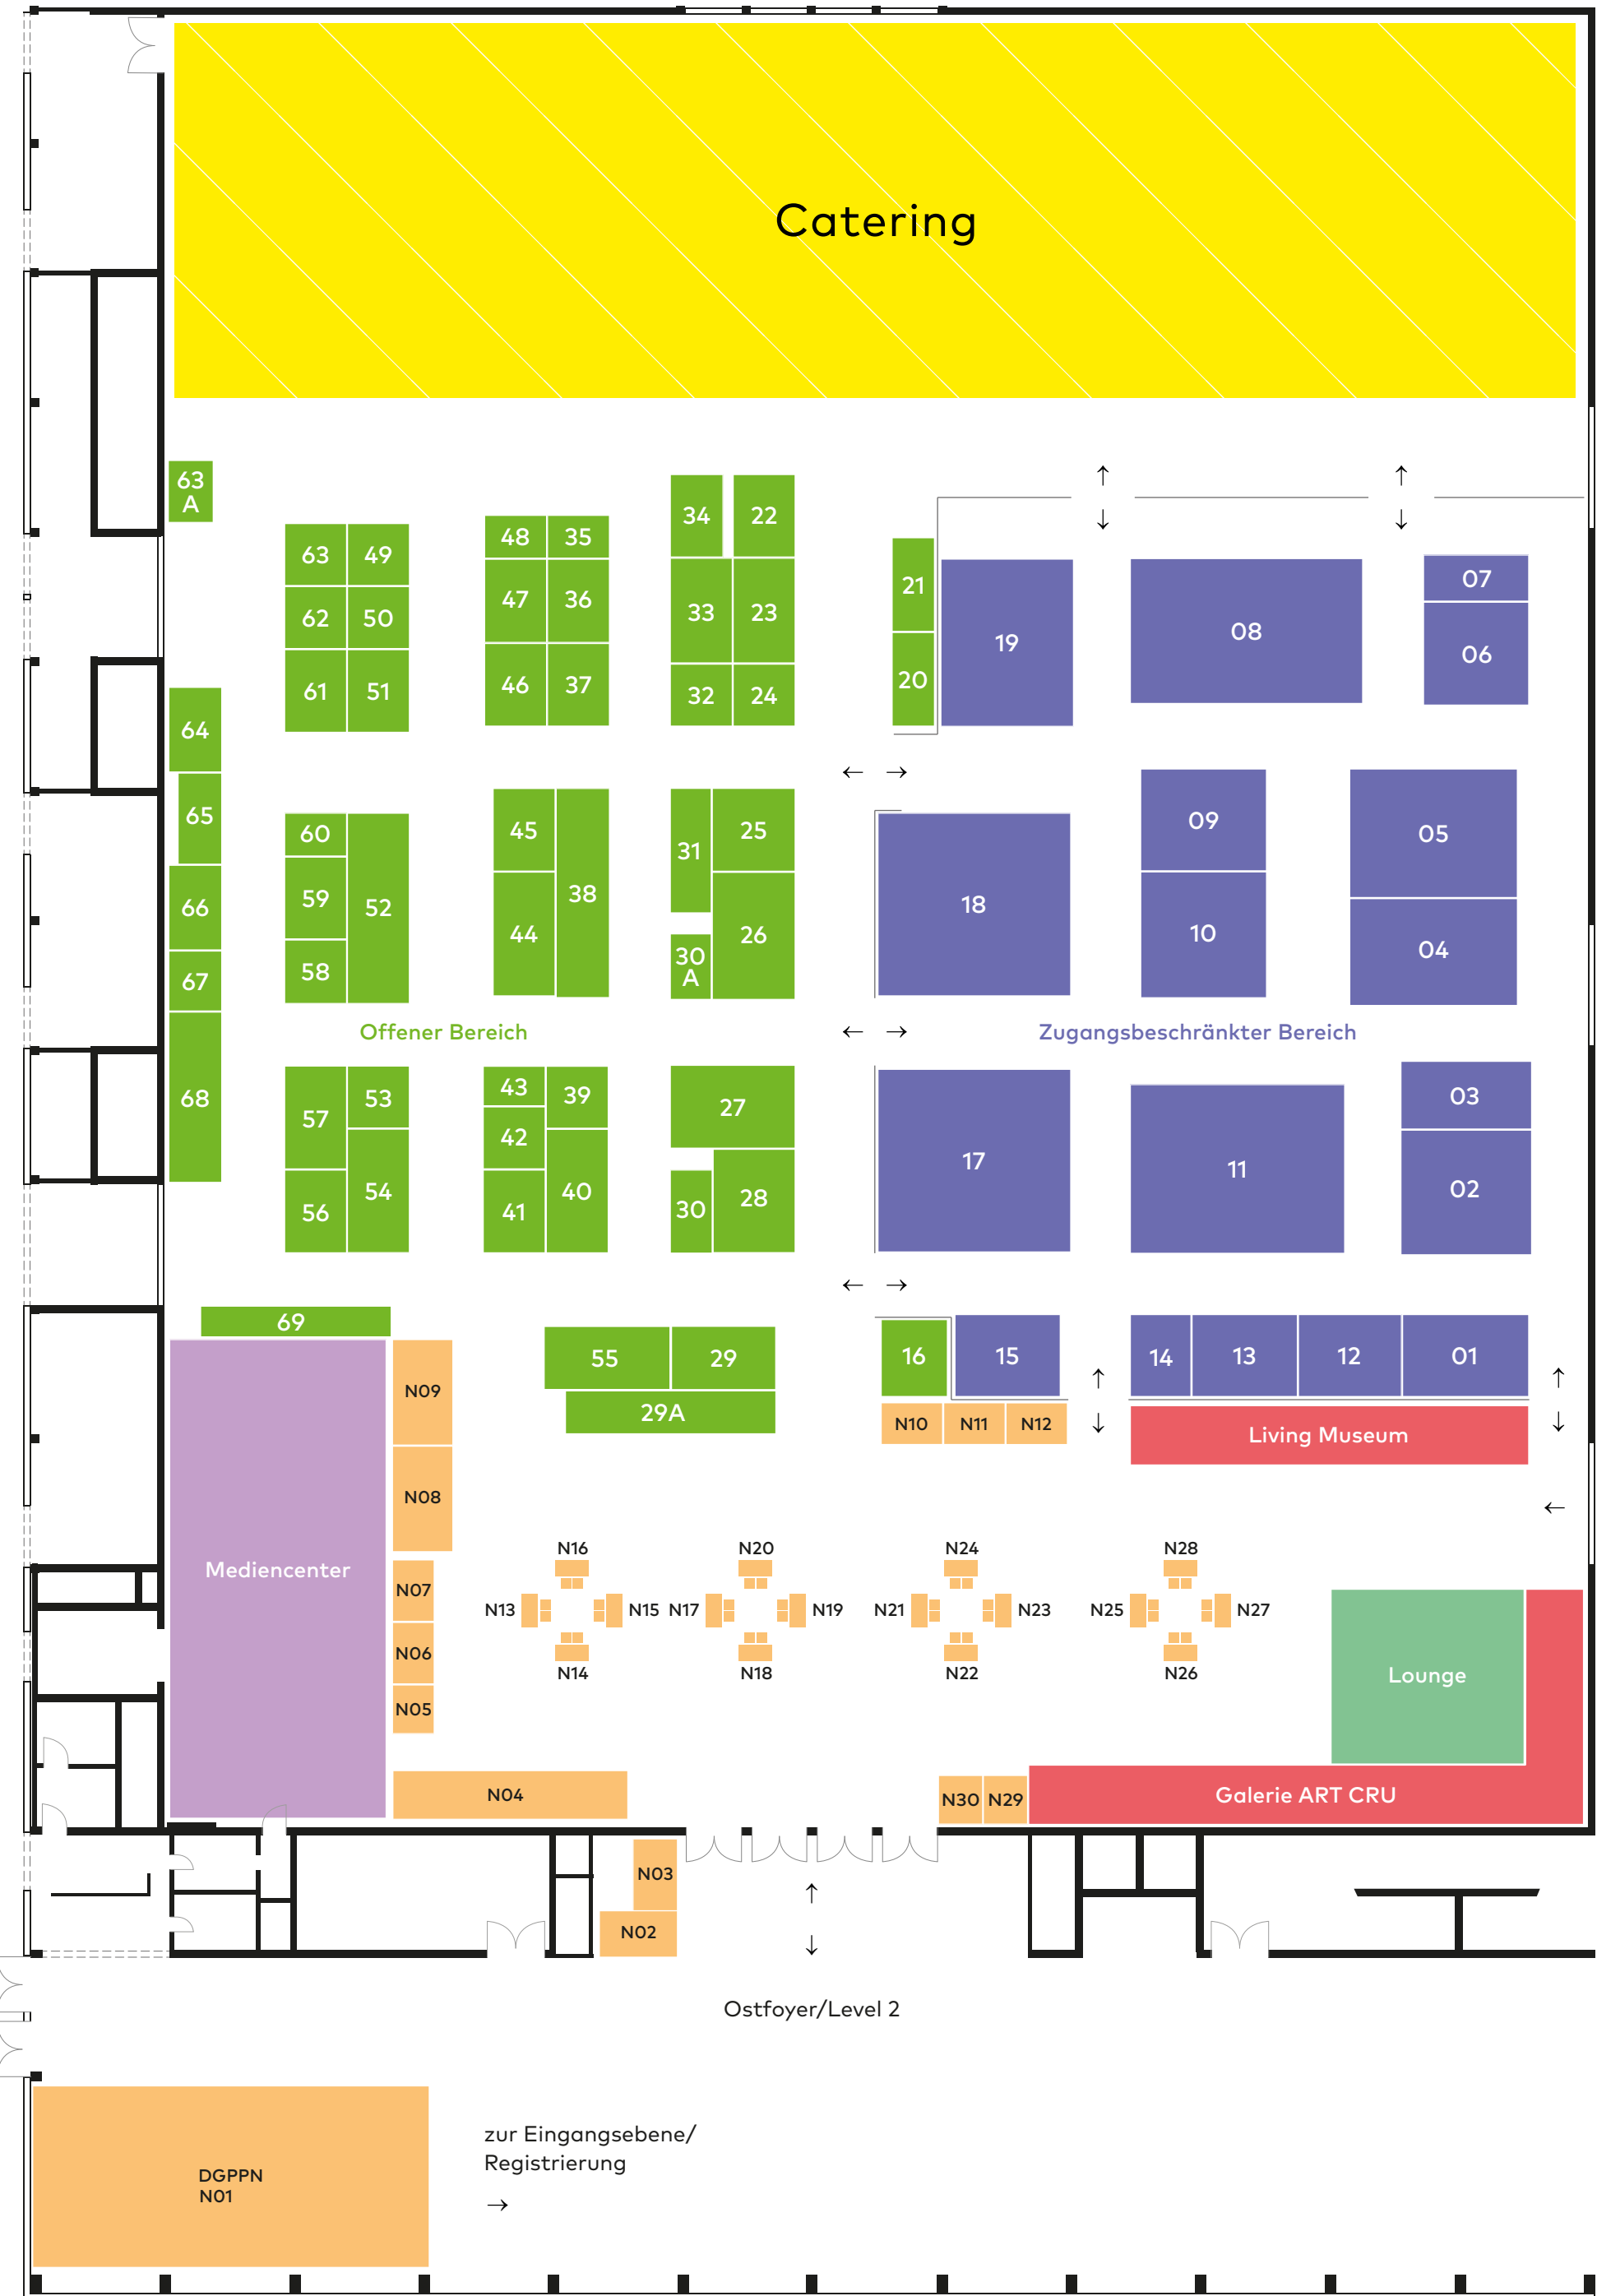 Catering
63
A
34
22
48
35
63
49
21
07
47
36
33
23
62
50
08
19
06
46
37
61
51
20
32
24
64
65
60
45
25
09
05
31
59
52
38
18
66
44
26
10
04
30
A
58
67
Offener Bereich
Zugangsbeschränkter Bereich
68
57
53
43
39
27
03
42
17
11
02
56
54
41
40
30
28
69
55
29
16
15
14
13
12
01
N09
29A
N10
N11
N12
Living Museum
N08
Mediencenter
N16
N20
N24
N28
N07
N13
N15
N17
N19
N21
N23
N25
N27
N06
N14
N18
N22
N26
Lounge
N05
N04
N30
N29
Galerie ART CRU
N03
N02
Ostfoyer/Level 2
zur Eingangsebene/
Registrierung
DGPPN
N01